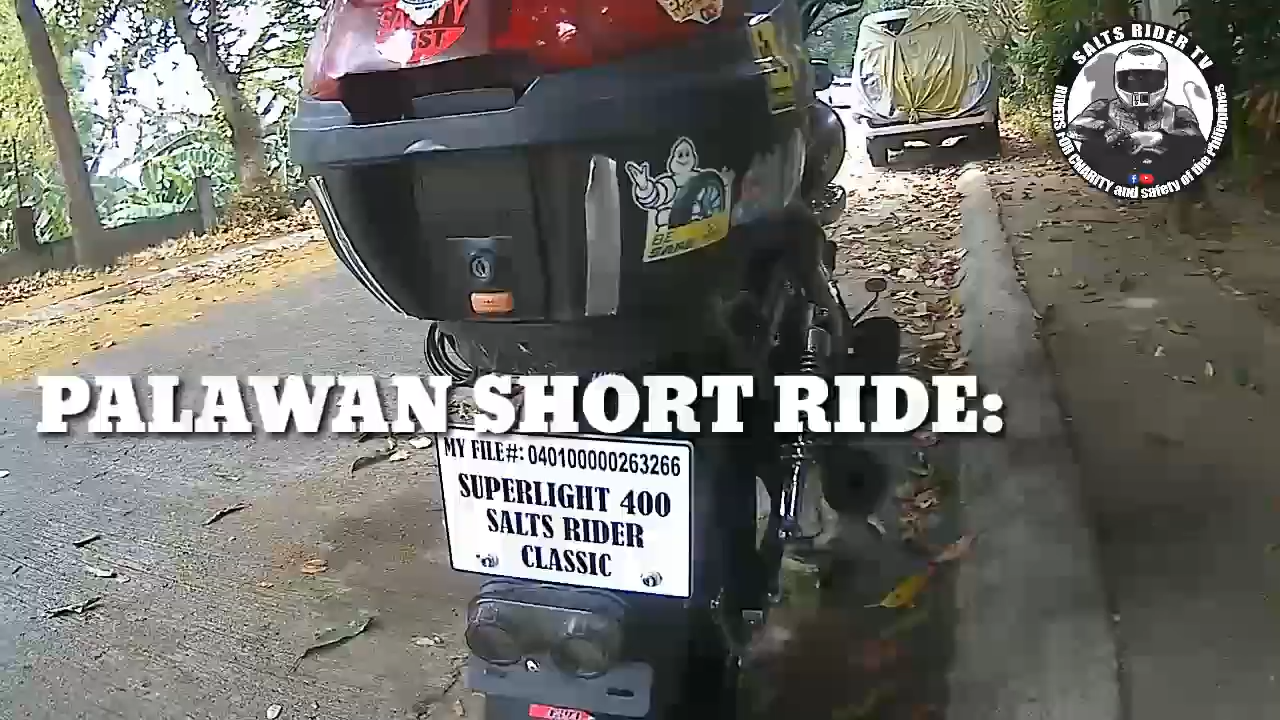 SAFETY
FIRST
SALTS RIDER TV
RIDERS FOR CHARITY and safety of the Philippines
PALAWAN SHORT RIDE:
MY FILE#: 040100000263266
SUPERLIGHT 400
SALTS RIDER
CLASSIC